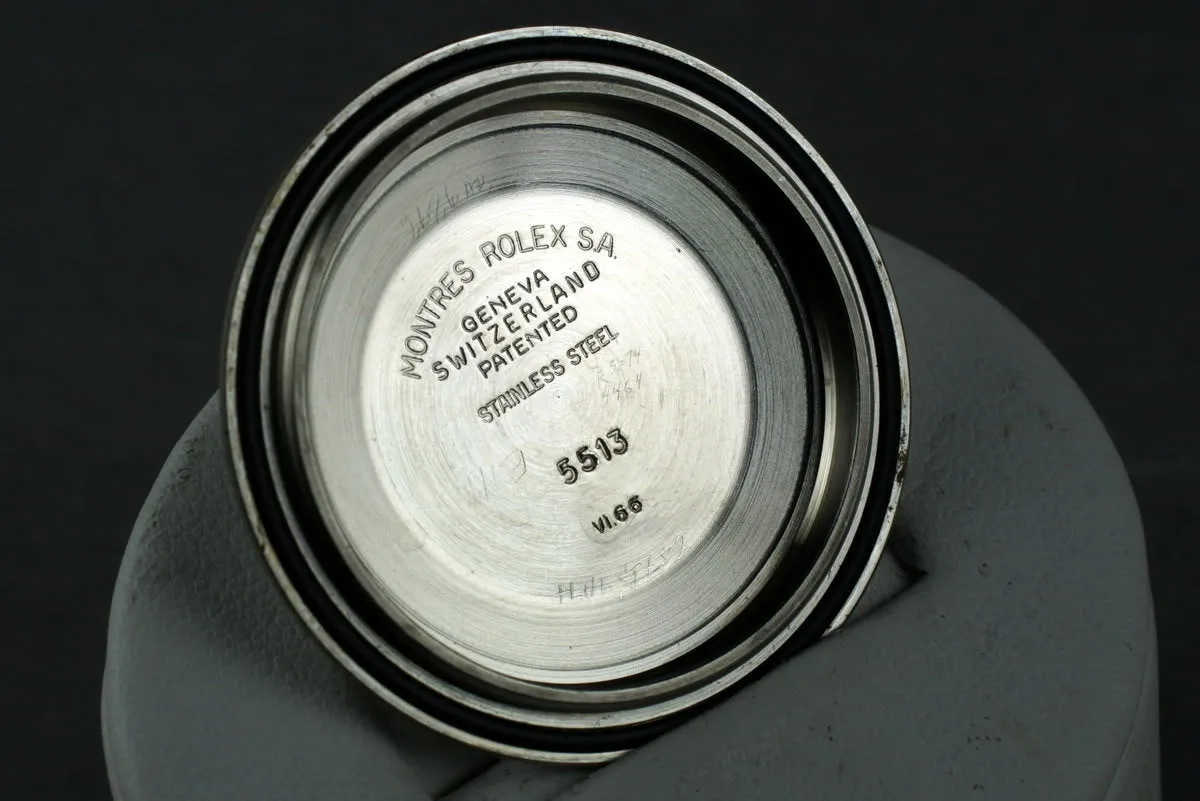 MONTRES ROLEX S.A.
GENEVA
SWITZERLAND
PATENTED
STAINLESS STEEL
5513
VI.66